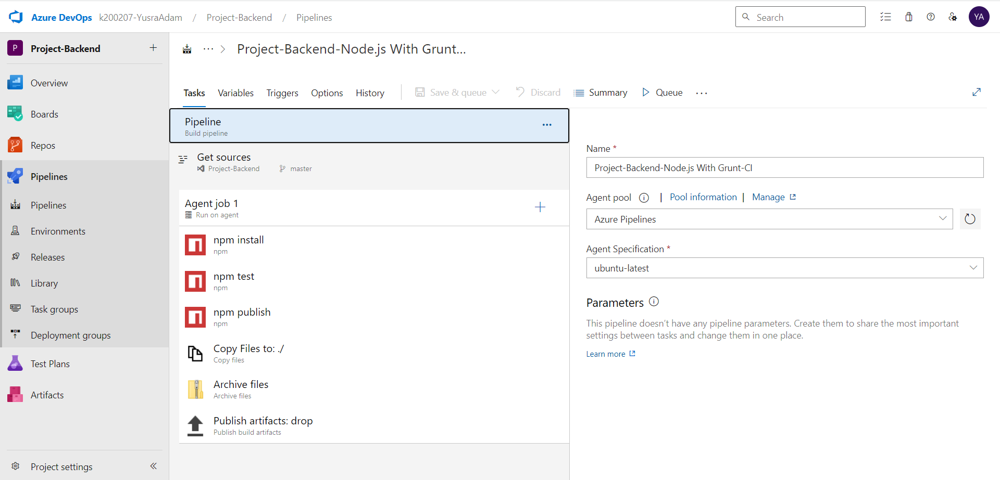 Azure DevOps k200207-YusraAdam / Project-Backend / Pipelines
Search
YA
P Project-Backend +
Overview
Boards
Repos
Pipelines
Pipelines
Environments
Releases
Library
Task groups
Deployment groups
Test Plans
Artifacts
Project settings
··· > Project-Backend-Node.js With Grunt...
Tasks Variables Triggers Options History Save & queue Discard Summary Queue ···
Pipeline
Build pipeline
Get sources
Project-Backend master
Agent job 1
Run on agent
npm install
npm
npm test
npm
npm publish
npm
Copy Files to: ./
Copy files
Archive files
Archive files
Publish artifacts: drop
Publish build artifacts
Name *
Project-Backend-Node.js With Grunt-CI
Agent pool | Pool information | Manage
Azure Pipelines
Agent Specification *
ubuntu-latest
Parameters
This pipeline doesn't have any pipeline parameters. Create them to share the most important
settings between tasks and change them in one place.
Learn more